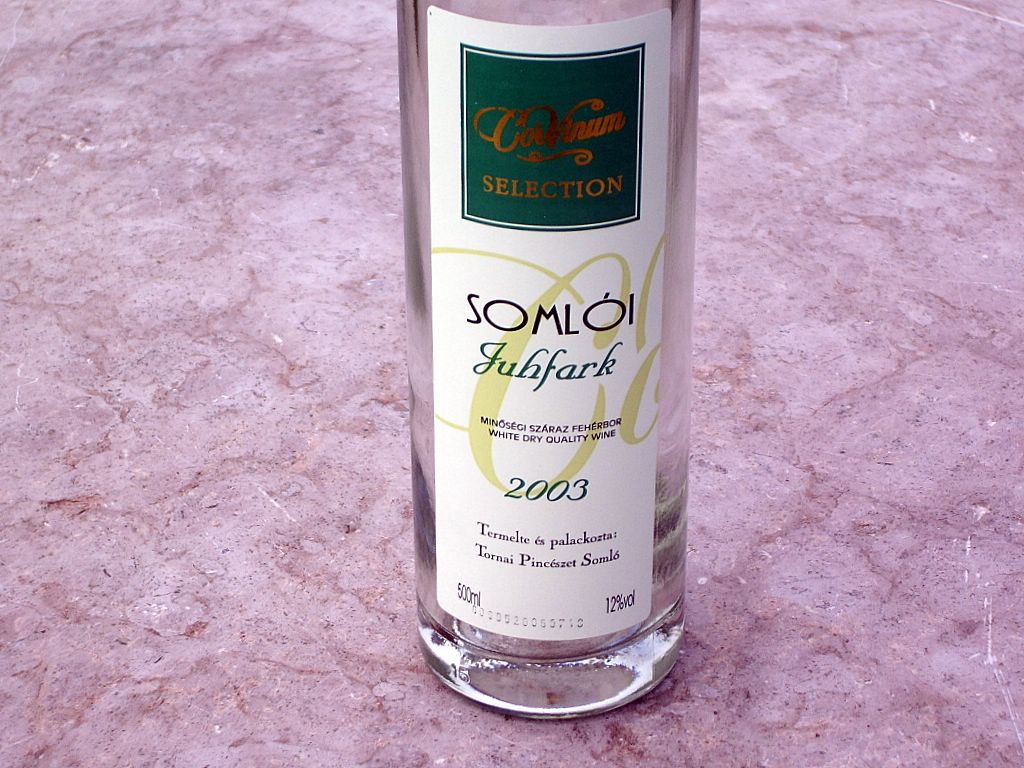 Corvinum
SELECTION
SOMLÓI
Juhfark
MINŐSÉGI SZÁRAZ FEHÉRBOR
WHITE DRY QUALITY WINE
2003
Termelte és palackozta:
Tornai Pincészet Somló
500ml 12%vol